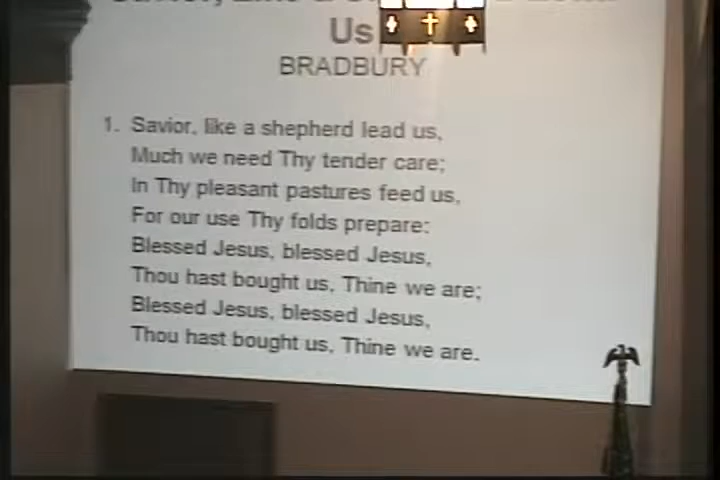 Us
BRADBURY
1. Savior, like a shepherd lead us,
Much we need Thy tender care;
In Thy pleasant pastures feed us,
For our use Thy folds prepare:
Blessed Jesus, blessed Jesus,
Thou hast bought us, Thine we are;
Blessed Jesus, blessed Jesus,
Thou hast bought us, Thine we are.